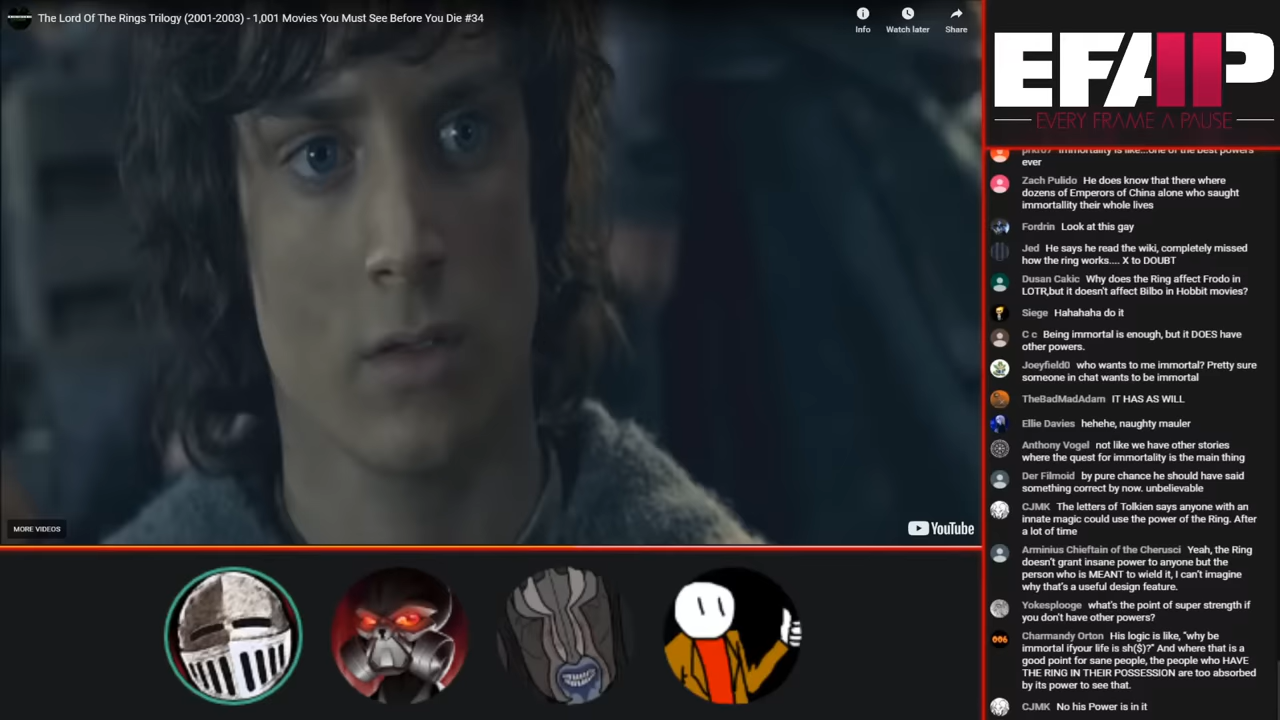 The Lord Of The Rings Trilogy (2001-2003) - 1,001 Movies You Must See Before You Die #34
Info
Watch later
Share
MORE VIDEOS
YouTube
EFAP
EVERY FRAME A PAUSE
immortality is like...one of the best powers
ever
Zach Pulido He does know that there where
dozens of Emperors of China alone who saught
immortallity their whole lives
Fordrin Look at this gay
Jed He says he read the wiki, completely missed
how the ring works.... X to DOUBT
Dusan Cakic Why does the Ring affect Frodo in
LOTR,but it doesn't affect Bilbo in Hobbit movies?
Siege Hahahaha do it
C c Being immortal is enough, but it DOES have
other powers.
Joeyfield who wants to me immortal? Pretty sure
someone in chat wants to be immortal
TheBadMadAdam IT HAS AS WILL
Ellie Davies hehehe, naughty mauler
Anthony Vogel not like we have other stories
where the quest for immortality is the main thing
Der Filmoid by pure chance he should have said
something correct by now. unbelievable
CJMK The letters of Tolkien says anyone with an
innate magic could use the power of the Ring. After
a lot of time
Arminius Chieftain of the Cherusci Yeah, the Ring
doesn't grant insane power to anyone but the
person who is MEANT to wield it, I can't imagine
why that's a useful design feature.
Yokesplooge what's the point of super strength if
you don't have other powers?
006
Charmandy Orton His logic is like, "why be
immortal ifyour life is sh($)?" And where that is a
good point for sane people, the people who HAVE
THE RING IN THEIR POSSESSION are too absorbed
by its power to see that.
CJMK No his Power is in it